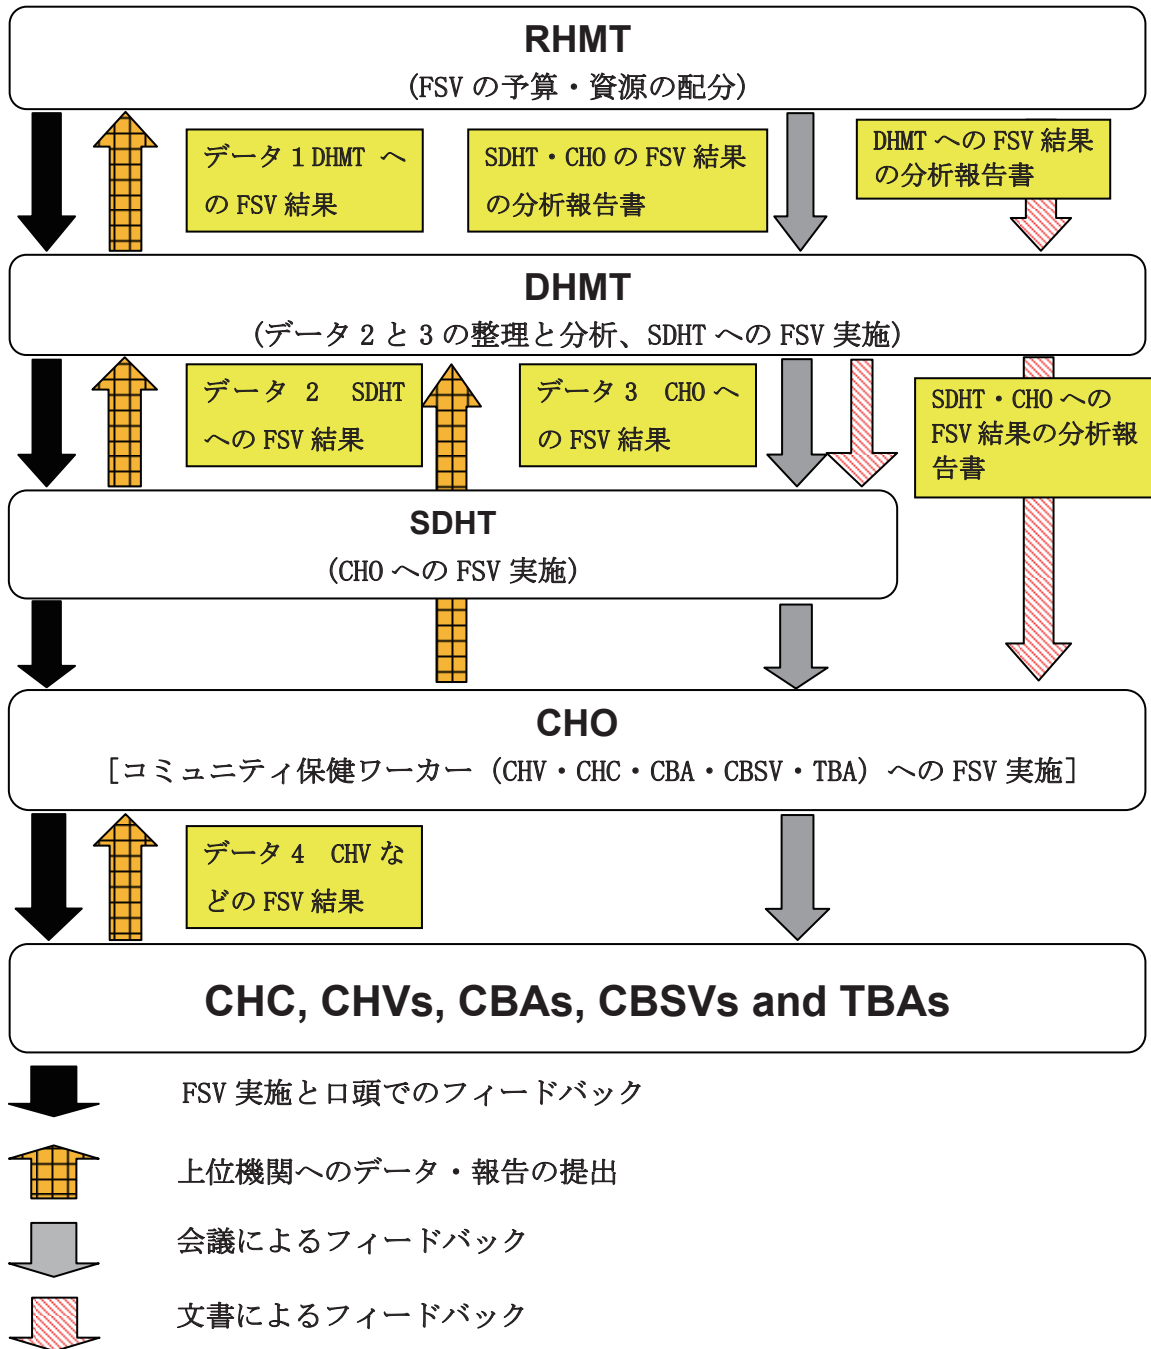 RHMT
(FSV の予算・資源の配分)
データ 1 DHMT へ
の FSV 結果
SDHT・CHO の FSV 結果
の分析報告書
DHMT への FSV 結果
の分析報告書
DHMT
(データ 2 と 3 の整理と分析、SDHT への FSV 実施)
データ 2 SDHT
への FSV 結果
データ 3 CHO へ
の FSV 結果
SDHT・CHO への
FSV 結果の分析報
告書
SDHT
(CHO への FSV 実施)
CHO
[コミュニティ保健ワーカー（CHV・CHC・CBA・CBSV・TBA）への FSV 実施]
データ 4 CHV な
どの FSV 結果
CHC, CHVs, CBAs, CBSVs and TBAs
FSV 実施と口頭でのフィードバック
上位機関へのデータ・報告の提出
会議によるフィードバック
文書によるフィードバック